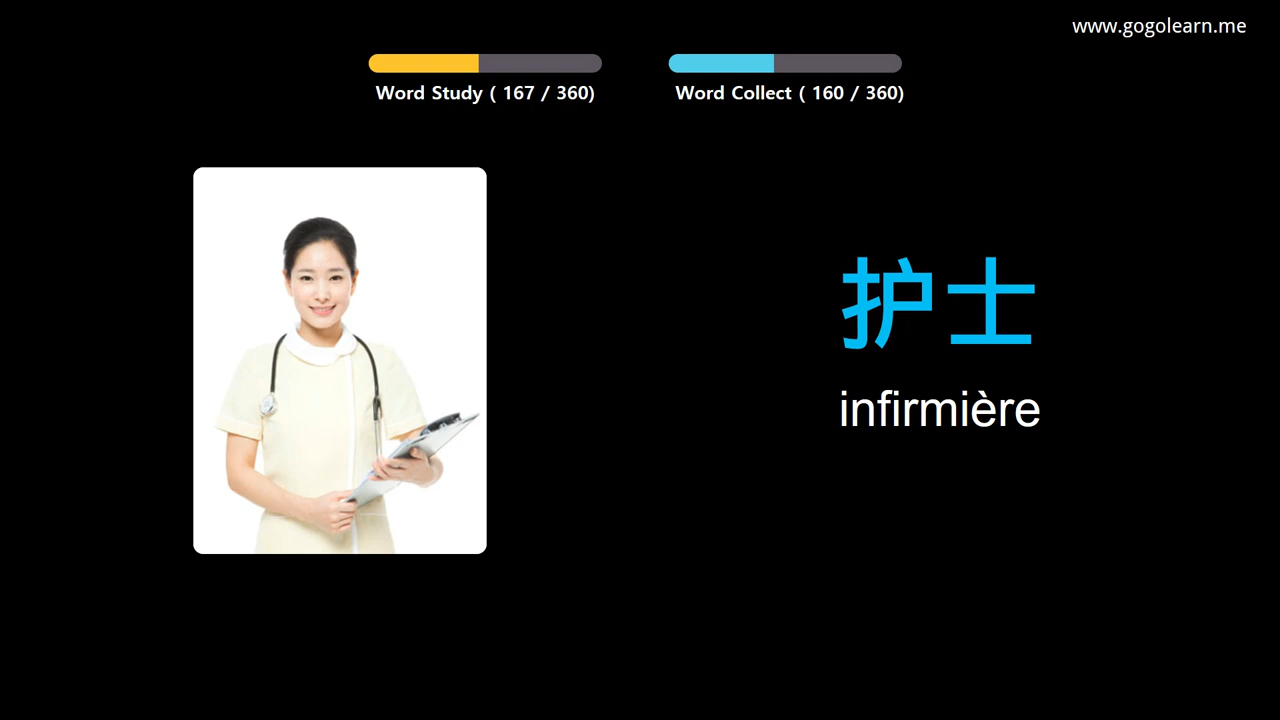 www.gogolearn.me
Word Study ( 167 / 360)
Word Collect ( 160 / 360)
护士
infirmière